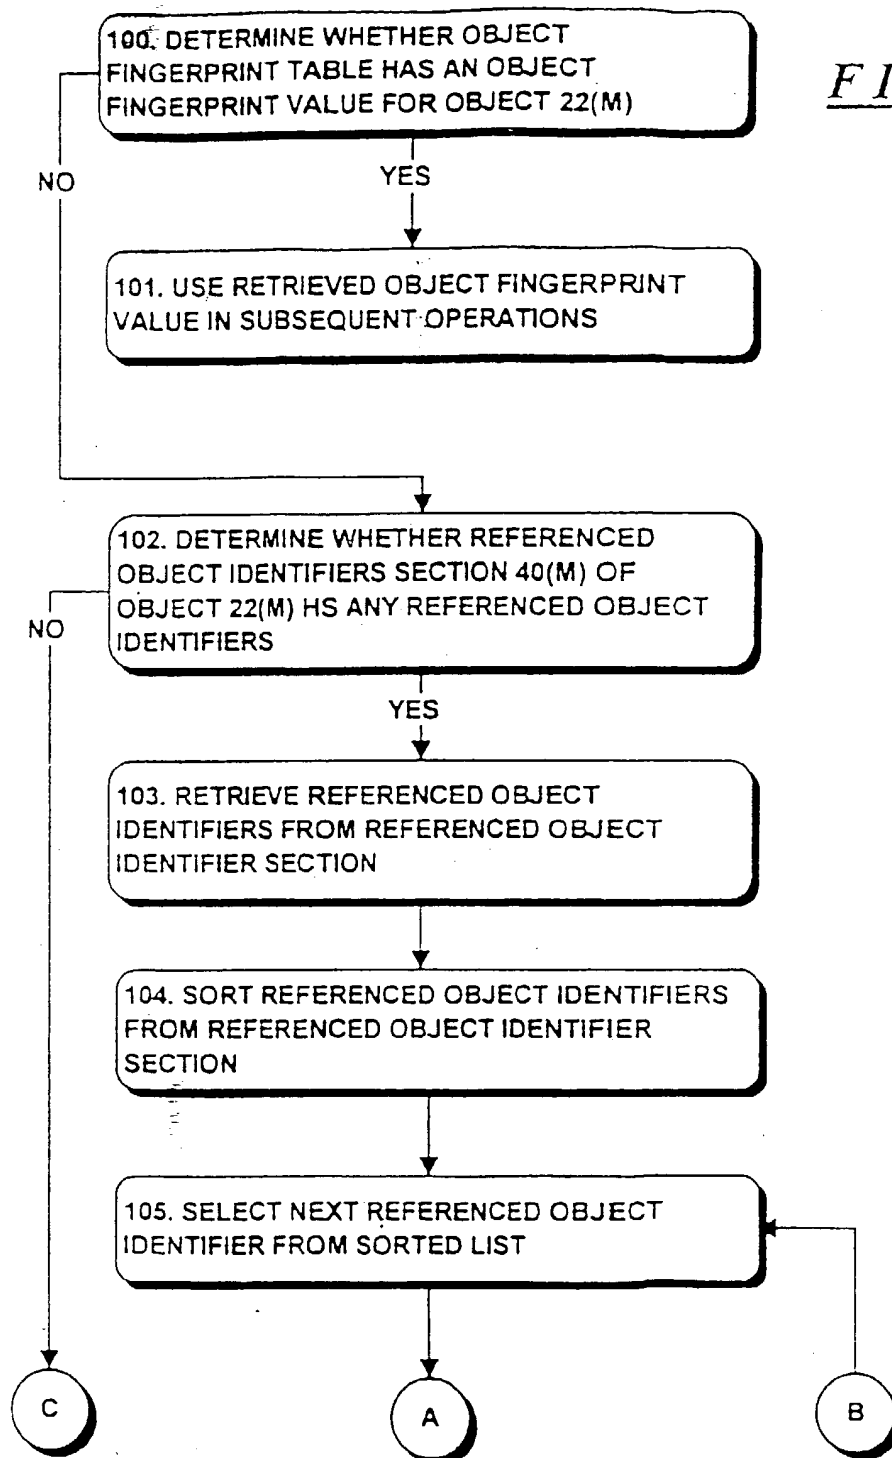 100. DETERMINE WHETHER OBJECT
FINGERPRINT TABLE HAS AN OBJECT
FINGERPRINT VALUE FOR OBJECT 22(M)
F I
NO
YES
101. USE RETRIEVED OBJECT FINGERPRINT
VALUE IN SUBSEQUENT OPERATIONS
102. DETERMINE WHETHER REFERENCED
OBJECT IDENTIFIERS SECTION 40(M) OF
OBJECT 22(M) HS ANY REFERENCED OBJECT
IDENTIFIERS
NO
YES
103. RETRIEVE REFERENCED OBJECT
IDENTIFIERS FROM REFERENCED OBJECT
IDENTIFIER SECTION
104. SORT REFERENCED OBJECT IDENTIFIERS
FROM REFERENCED OBJECT IDENTIFIER
SECTION
105. SELECT NEXT REFERENCED OBJECT
IDENTIFIER FROM SORTED LIST
C
A
B